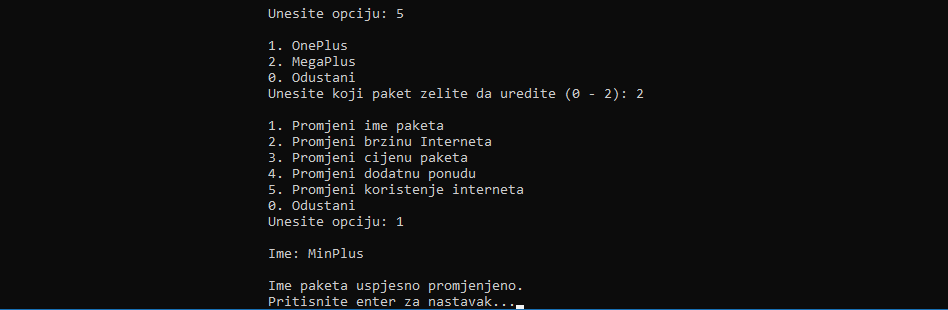 Unesite opciju: 5
1. OnePlus
2. MegaPlus
0. Odustani
Unesite koji paket zelite da uredite (0 - 2): 2
1. Promjeni ime paketa
2. Promjeni brzinu Interneta
3. Promjeni cijenu paketa
4. Promjeni dodatnu ponudu
5. Promjeni koristenje interneta
0. Odustani
Unesite opciju: 1
Ime: MinPlus
Ime paketa uspjesno promjenjeno.
Pritisnite enter za nastavak...